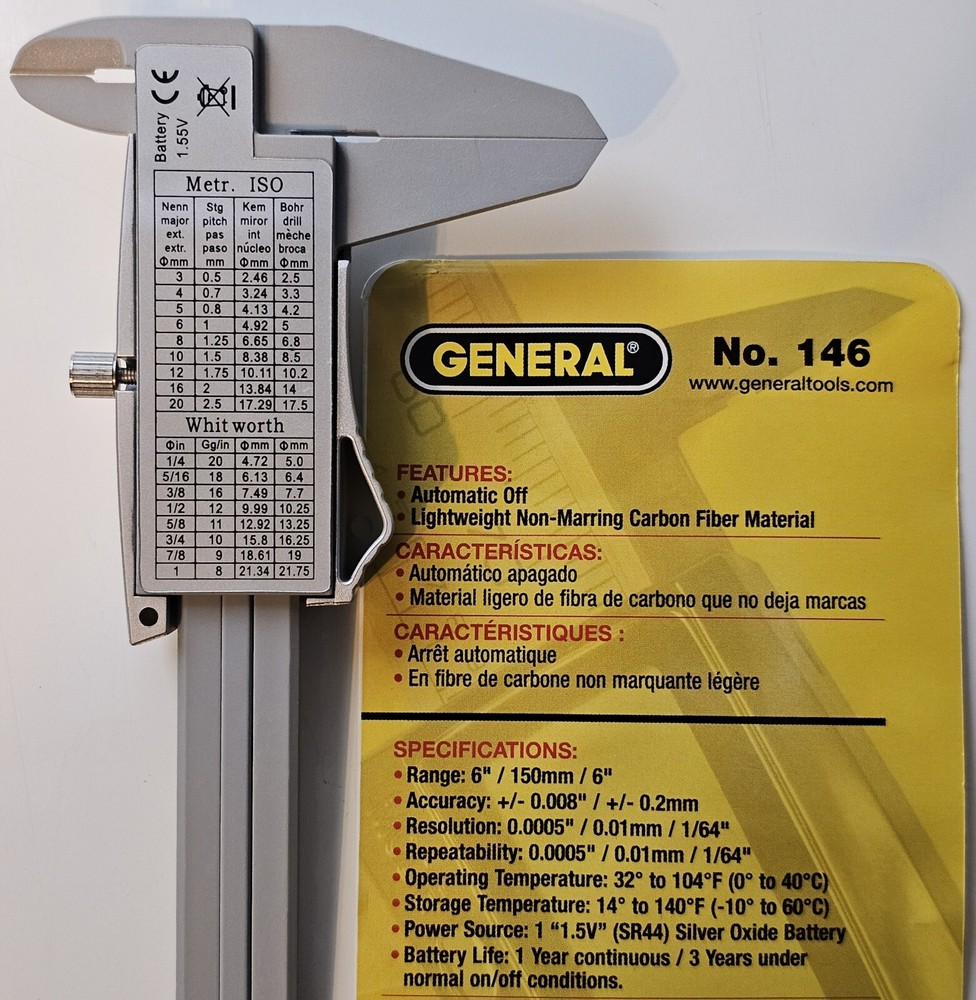 Battery CE
1.55V
Metr. ISO
Nenn Stg Kem Bohr
major pitch miror drill
ext. pas int mèche
extr. paso núcleo broca
Φmm mm Φmm Φmm
3 0.5 2.46 2.5
4 0.7 3.24 3.3
5 0.8 4.13 4.2
6 1 4.92 5
8 1.25 6.65 6.8
10 1.5 8.38 8.5
12 1.75 10.11 10.2
16 2 13.84 14
20 2.5 17.29 17.5
Whitworth
Φin Gg/in Φmm Φmm
1/4 20 4.72 5.0
5/16 18 6.13 6.4
3/8 16 7.49 7.7
1/2 12 9.99 10.25
5/8 11 12.92 13.25
3/4 10 15.8 16.25
7/8 9 18.61 19
1 8 21.34 21.75
GENERAL® No. 146
www.generaltools.com
FEATURES:
• Automatic Off
• Lightweight Non-Marring Carbon Fiber Material
CARACTERÍSTICAS:
• Automático apagado
• Material ligero de fibra de carbono que no deja marcas
CARACTÉRISTIQUES :
• Arrêt automatique
• En fibre de carbone non marquante légère
SPECIFICATIONS:
• Range: 6" / 150mm / 6"
• Accuracy: +/- 0.008" / +/- 0.2mm
• Resolution: 0.0005" / 0.01mm / 1/64"
• Repeatability: 0.0005" / 0.01mm / 1/64"
• Operating Temperature: 32° to 104°F (0° to 40°C)
• Storage Temperature: 14° to 140°F (-10° to 60°C)
• Power Source: 1 “1.5V” (SR44) Silver Oxide Battery
• Battery Life: 1 Year continuous / 3 Years under
normal on/off conditions.